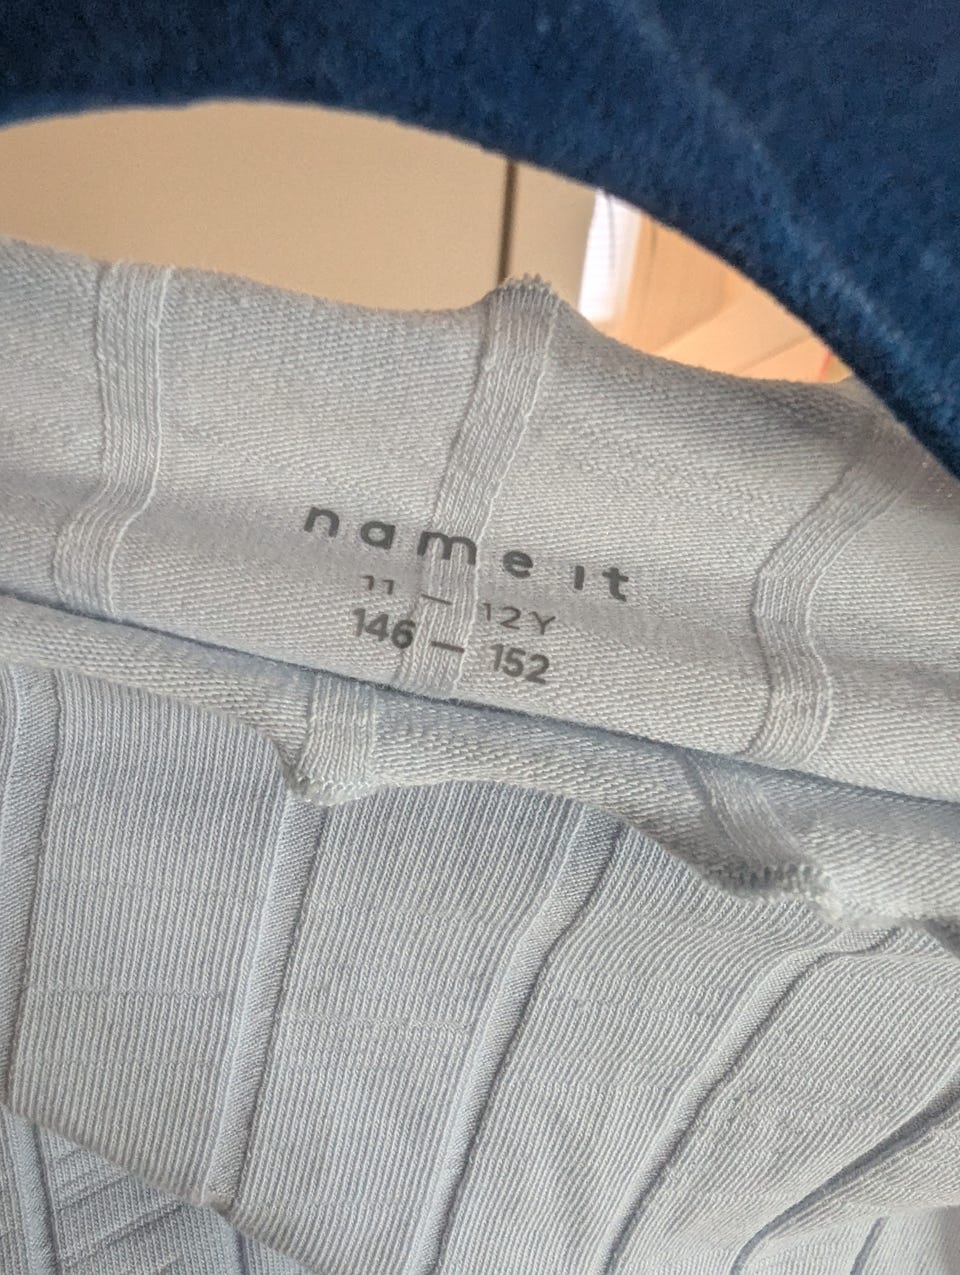 name it
11 — 12Y
146 — 152